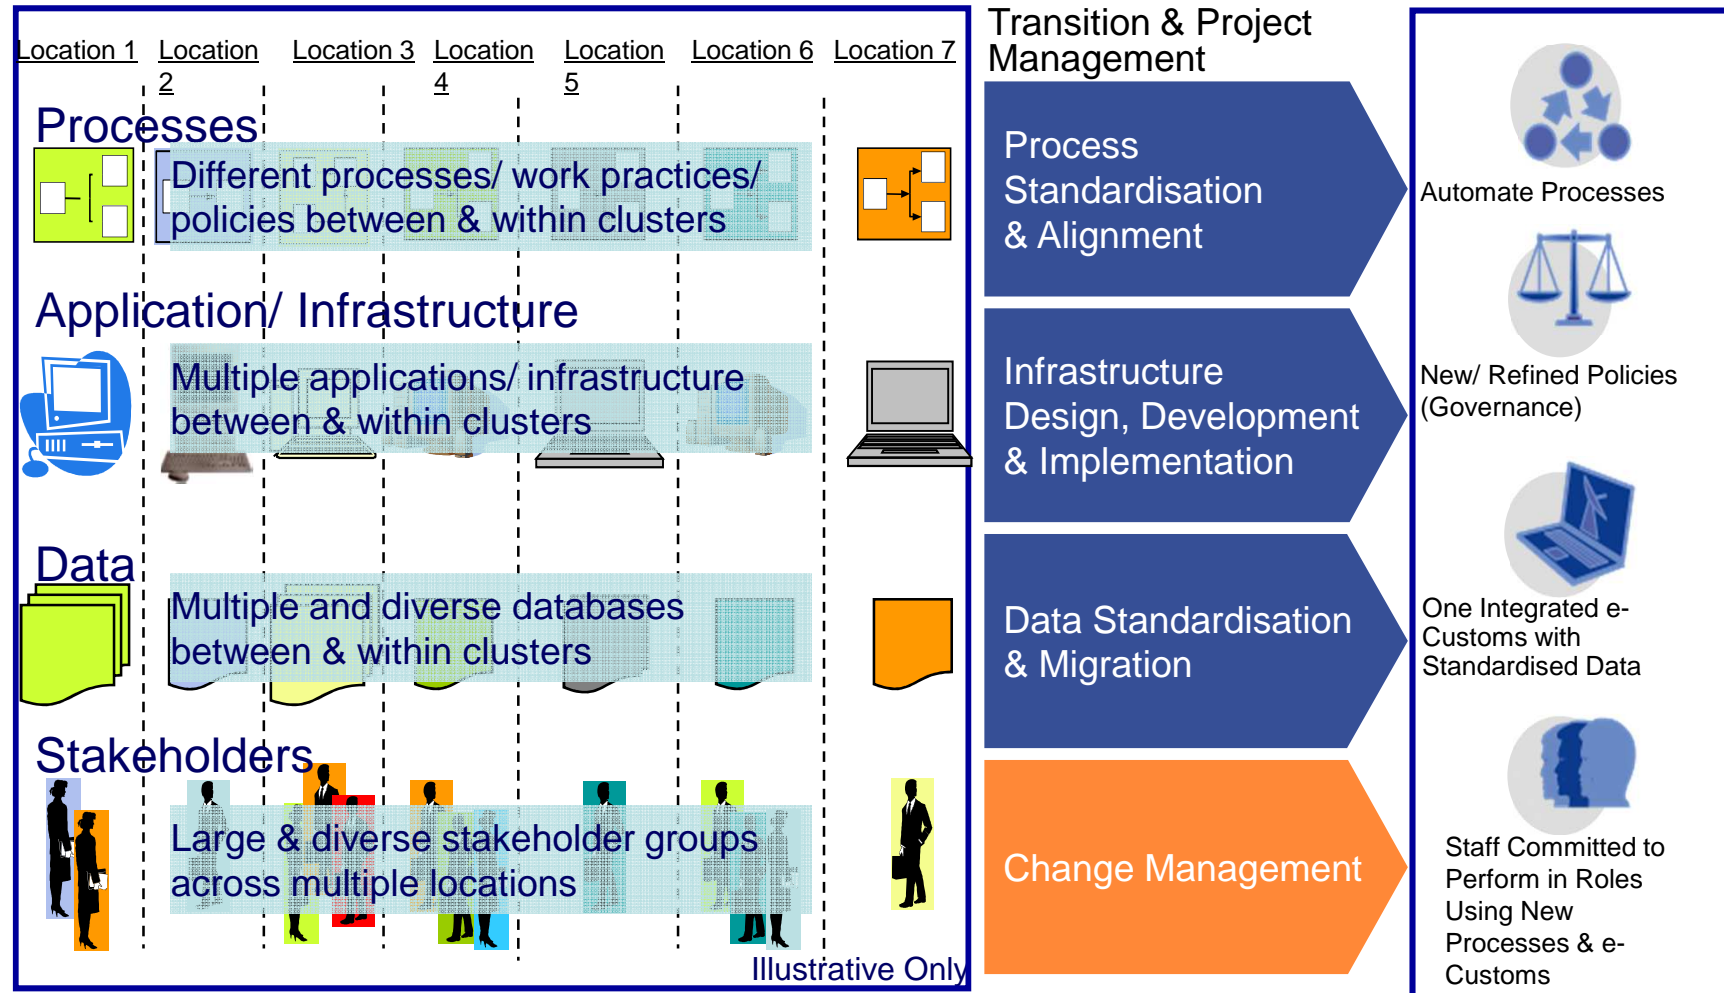 Location 1
Location
2
Location 3
Location
4
Location
5
Location 6
Location 7
Processes
Different processes/ work practices/
policies between & within clusters
Application/ Infrastructure
Multiple applications/ infrastructure
between & within clusters
Data
Multiple and diverse databases
between & within clusters
Stakeholders
Large & diverse stakeholder groups
across multiple locations
Illustrative Only
Transition & Project
Management
Process
Standardisation
& Alignment
Infrastructure
Design, Development
& Implementation
Data Standardisation
& Migration
Change Management
Automate Processes
New/ Refined Policies
(Governance)
One Integrated e-
Customs with
Standardised Data
Staff Committed to
Perform in Roles
Using New
Processes & e-
Customs